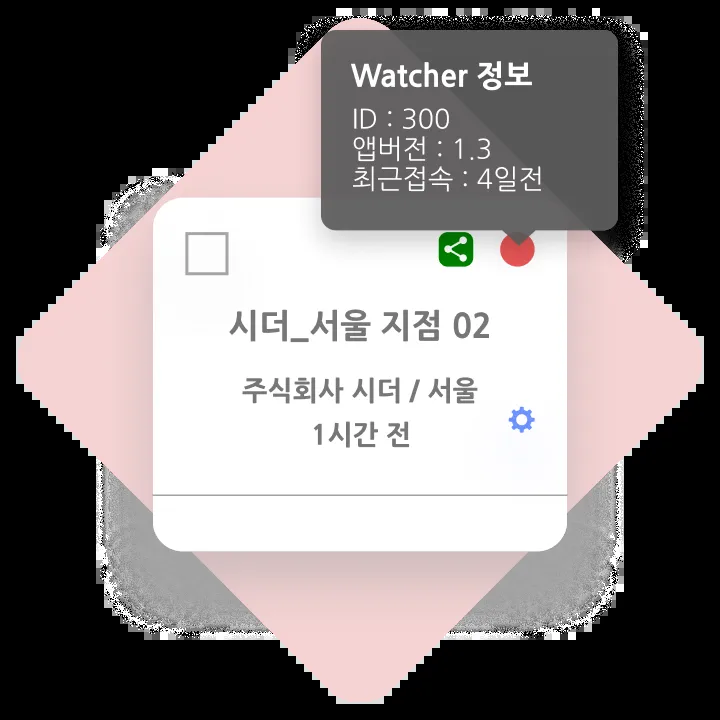 Watcher 정보
ID : 300
앱버전 : 1.3
최근접속 : 4일전
시더_서울 지점 02
주식회사 시더 / 서울
1시간 전